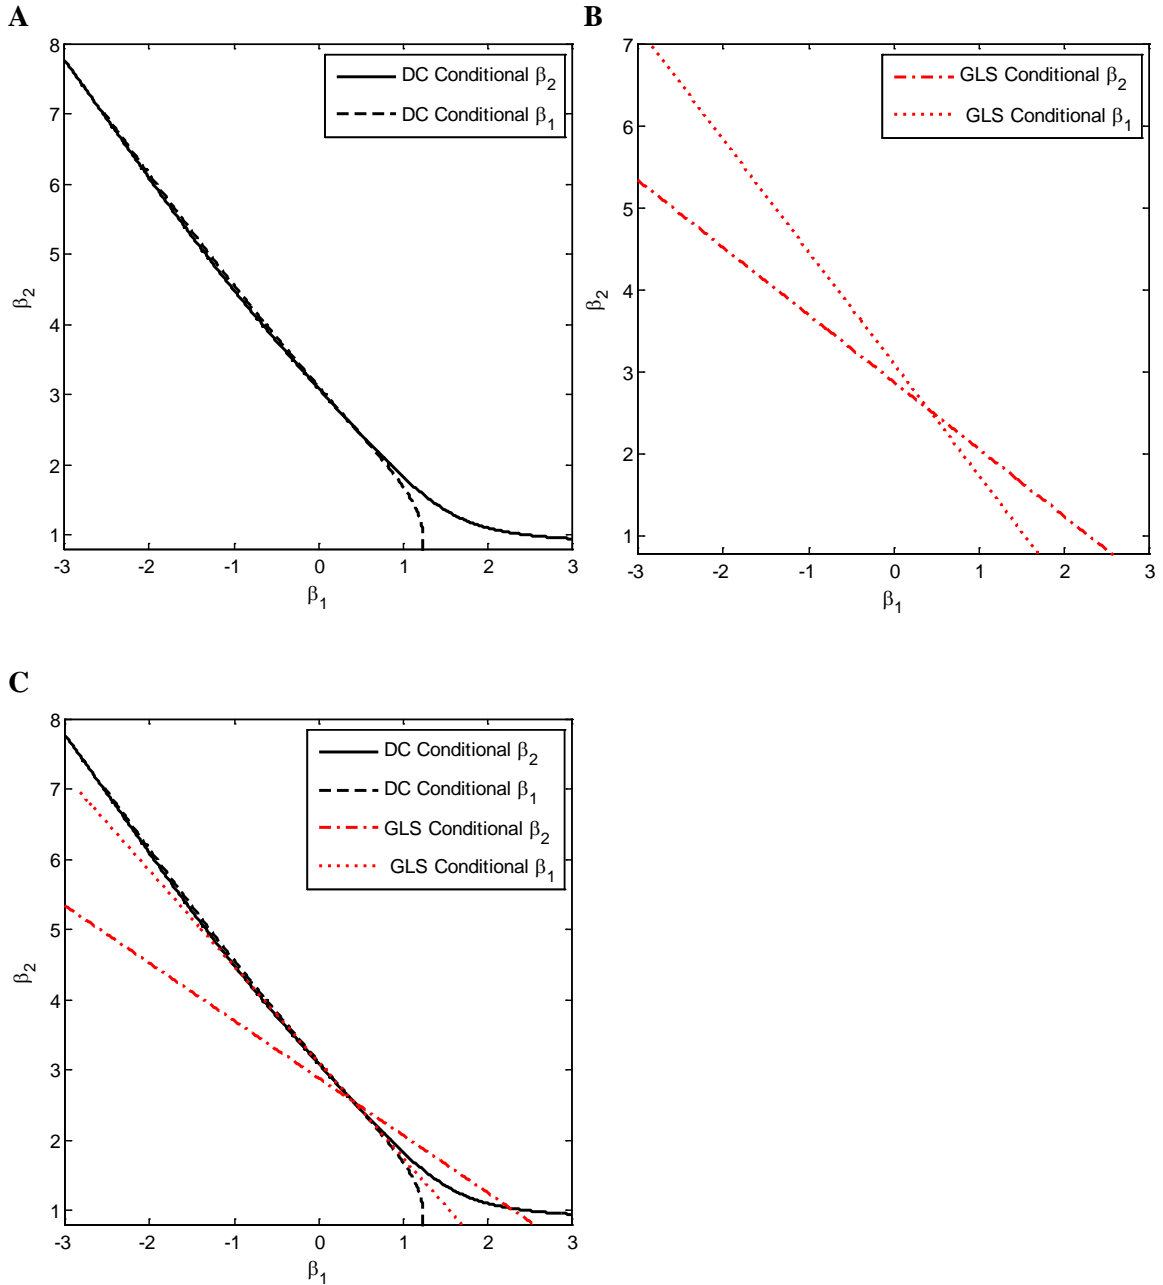 A
8
7
6
5
4
3
2
1
β2
-3 -2 -1 0 1 2 3
β1
DC Conditional β2
DC Conditional β1
B
7
6
5
4
3
2
1
β2
-3 -2 -1 0 1 2 3
β1
GLS Conditional β2
GLS Conditional β1
C
8
7
6
5
4
3
2
1
β2
-3 -2 -1 0 1 2 3
β1
DC Conditional β2
DC Conditional β1
GLS Conditional β2
GLS Conditional β1